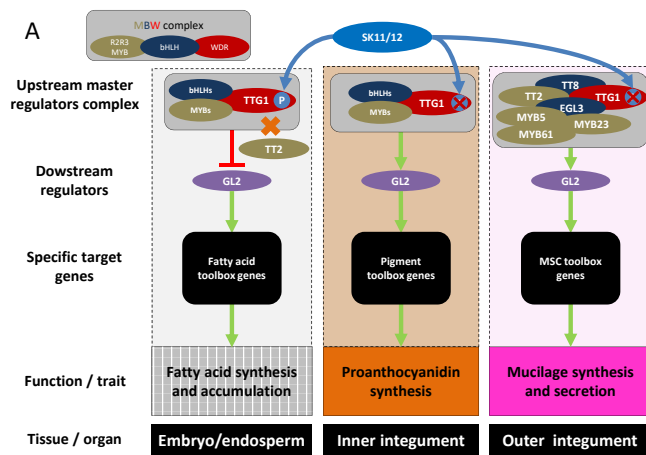 A
MBW complex
R2R3
MYB
bHLH
WDR
SK11/12
Upstream master
regulators complex
bHLHs
MYBs
TTG1
P
TT2
bHLHs
MYBs
TTG1
TT8
TT2
TTG1
EGL3
MYB5
MYB23
MYB61
Dowstream
regulators
GL2
GL2
GL2
Specific target
genes
Fatty acid
toolbox genes
Pigment
toolbox genes
MSC toolbox
genes
Function / trait
Fatty acid synthesis
and accumulation
Proanthocyanidin
synthesis
Mucilage synthesis
and secretion
Tissue / organ
Embryo/endosperm
Inner integument
Outer integument